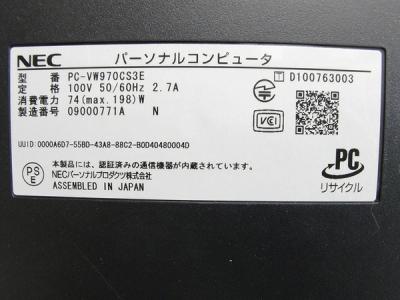 NEC パーソナルコンピュータ
型番 PC-VW970CS3E
定格 100V 50/60Hz 2.7A
消費電力 74(max.198)W
製造番号 09000771A N
T D100763003
VCI
UUID:0000A6D7-55BD-43A8-88C2-B0D40480004D
PS E
本製品には、認証済みの通信機器が内蔵されています。
NECパーソナルプロダクツ株式会社
ASSEMBLED IN JAPAN
PC
リサイクル